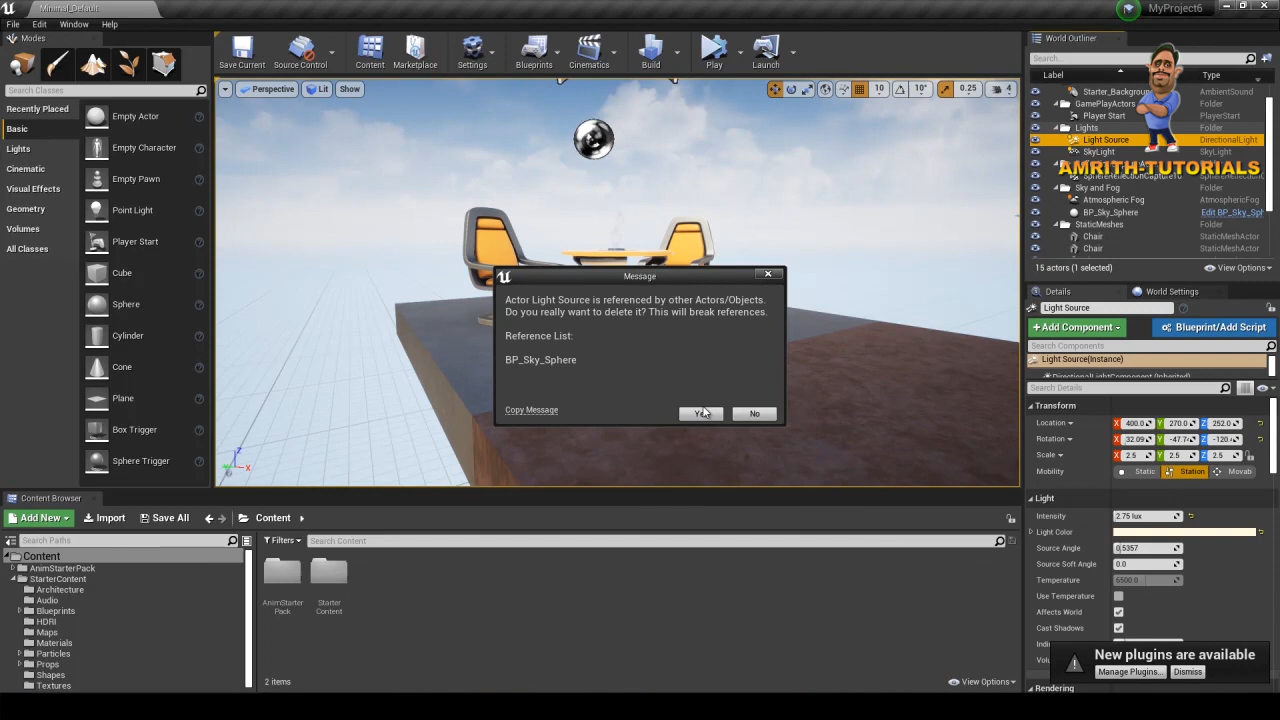 Minimal_Default
MyProject6
File Edit Window Help
Modes
Search Classes
Recently Placed
Basic
Lights
Cinematic
Visual Effects
Geometry
Volumes
All Classes
Empty Actor
Empty Character
Empty Pawn
Point Light
Player Start
Cube
Sphere
Cylinder
Cone
Plane
Box Trigger
Sphere Trigger
Save Current
Source Control
Content
Marketplace
Settings
Blueprints
Cinematics
Build
Play
Launch
Perspective
Lit
Show
10
10°
0.25
4
Message
Actor Light Source is referenced by other Actors/Objects.
Do you really want to delete it? This will break references.
Reference List:
BP_Sky_Sphere
Copy Message
No
World Outliner
Search...
Label Type
AmbientSound
GamePlayActors Folder
Player Start PlayerStart
Lights Folder
Light Source DirectionalLight
SkyLight SkyLight
AMRITH-TUTORIALS
Sky and Fog Folder
Atmospheric Fog AtmosphericFog
BP_Sky_Sphere Edit BP_Sky_Sph
StaticMeshes Folder
Chair StaticMeshActor
Chair StaticMeshActor
15 actors (1 selected)
View Options
Details
World Settings
Light Source
Add Component
Blueprint/Add Script
Search Components
Light Source(Instance)
Search Details
Transform
Location X 400.0 Y 270.0 Z 252.0
Rotation X 32.09 Y -47.74 Z -120.
Scale X 2.5 Y 2.5 Z 2.5
Mobility Static Station Movab
Light
Intensity 2.75 lux
Light Color
Source Angle 0.5357
Source Soft Angle 0.0
Temperature 6500.0
Use Temperature
Affects World
Cast Shadows
New plugins are available
Manage Plugins...
Dismiss
Rendering
Content Browser
Add New
Import
Save All
Content
Search Paths
Filters
Search Content
Content
AnimStarterPack
StarterContent
Architecture
Audio
Blueprints
HDRI
Maps
Materials
Particles
Props
Shapes
Textures
AnimStarter
Pack
Starter
Content
2 items
View Options